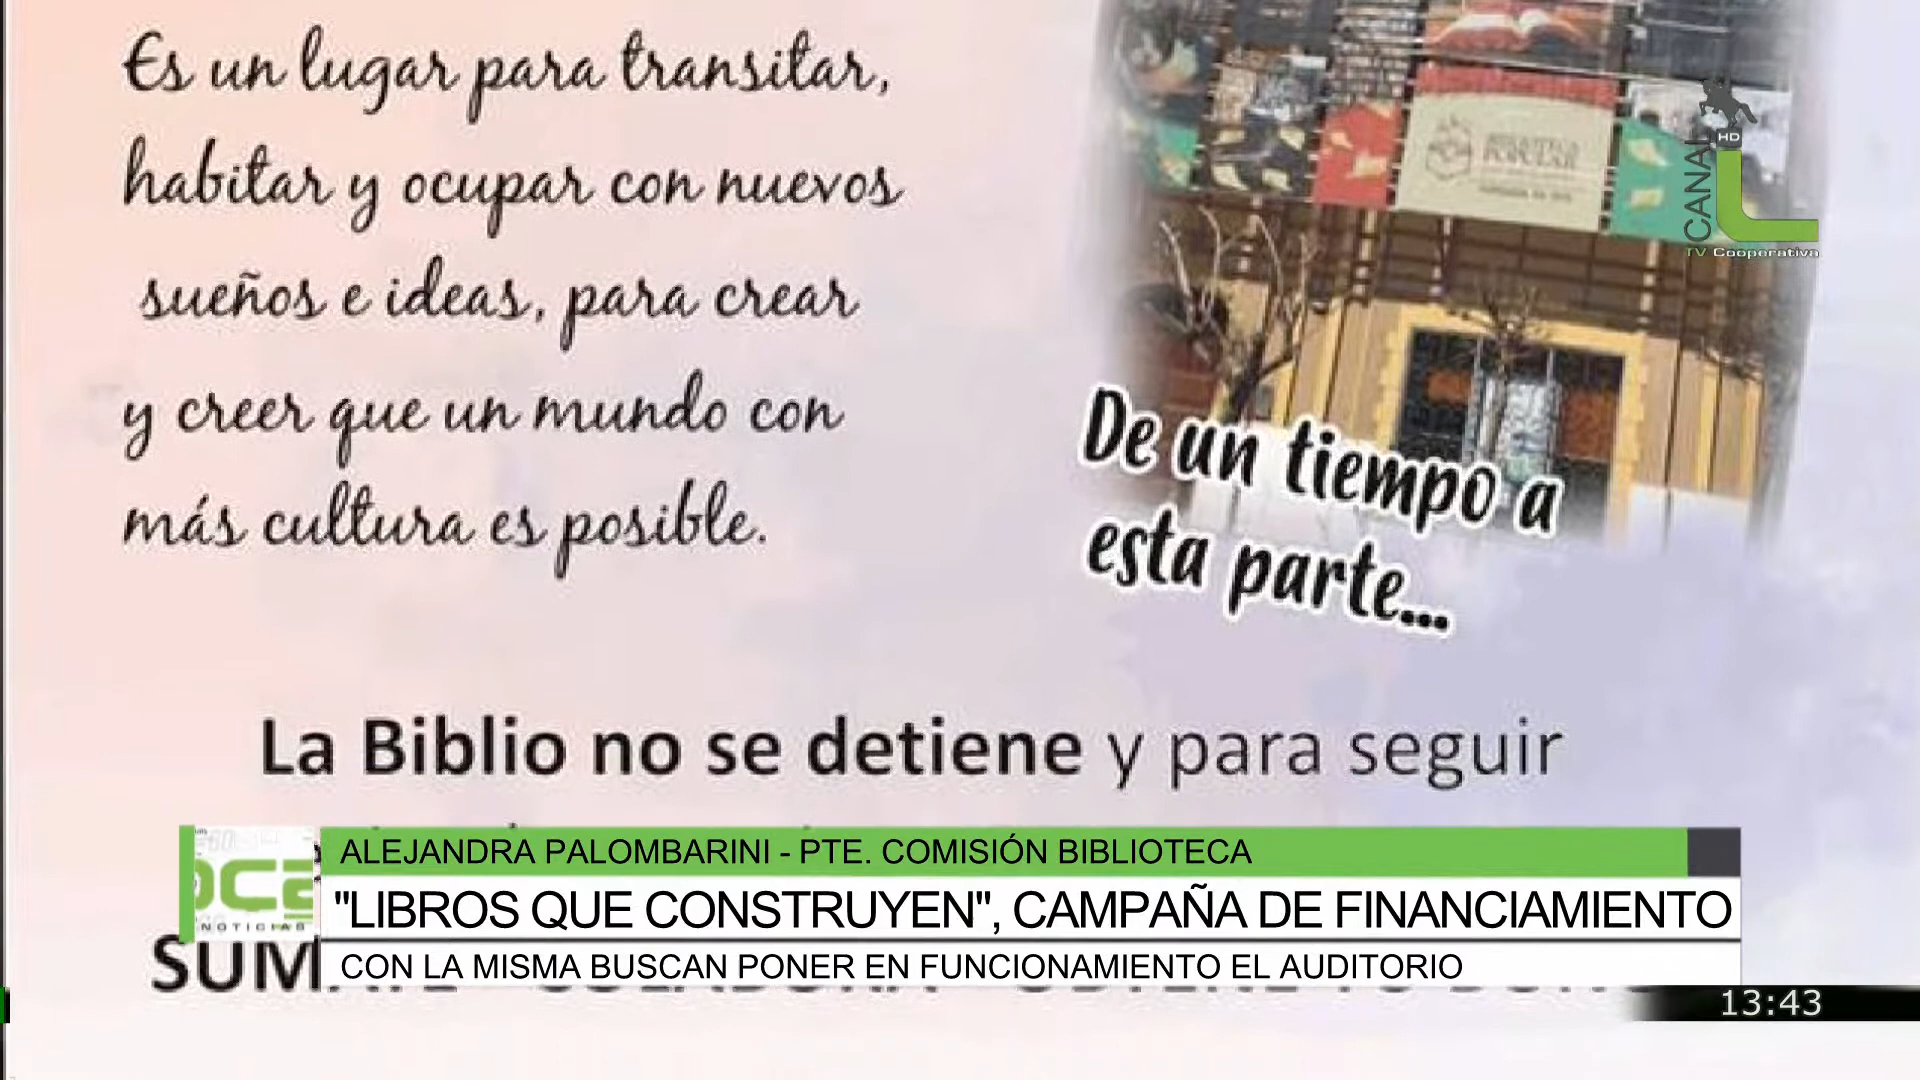 Es un lugar para transitar,
habitar y ocupar con nuevos
sueños e ideas, para crear
y creer que un mundo con
más cultura es posible.
POPULAR
HD
CANAL L
TV Cooperativa
De un tiempo a
esta parte...
La Biblio no se detiene y para seguir
ALEJANDRA PALOMBARINI - PTE. COMISIÓN BIBLIOTECA
"LIBROS QUE CONSTRUYEN", CAMPAÑA DE FINANCIAMIENTO
NOTICIAS
CON LA MISMA BUSCAN PONER EN FUNCIONAMIENTO EL AUDITORIO
13:43